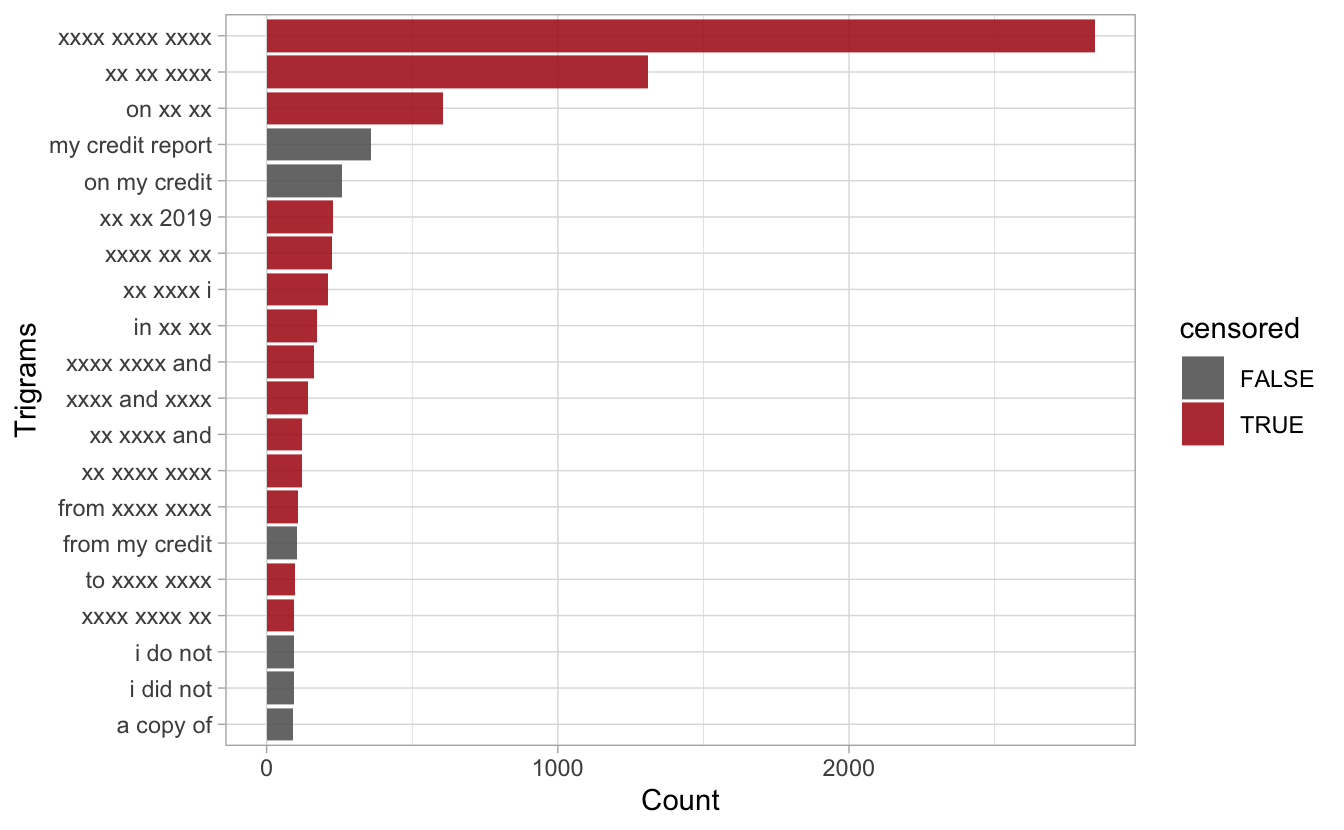 xxxx xxxx xxxx
xx xx xxxx
on xx xx
my credit report
on my credit
xx xx 2019
xxxx xx xx
xx xxxx i
in xx xx
xxxx xxxx and
xxxx and xxxx
xx xxxx and
xx xxxx xxxx
from xxxx xxxx
from my credit
to xxxx xxxx
xxxx xxxx xx
i do not
i did not
a copy of
Trigrams
0 1000 2000
Count
censored
FALSE
TRUE